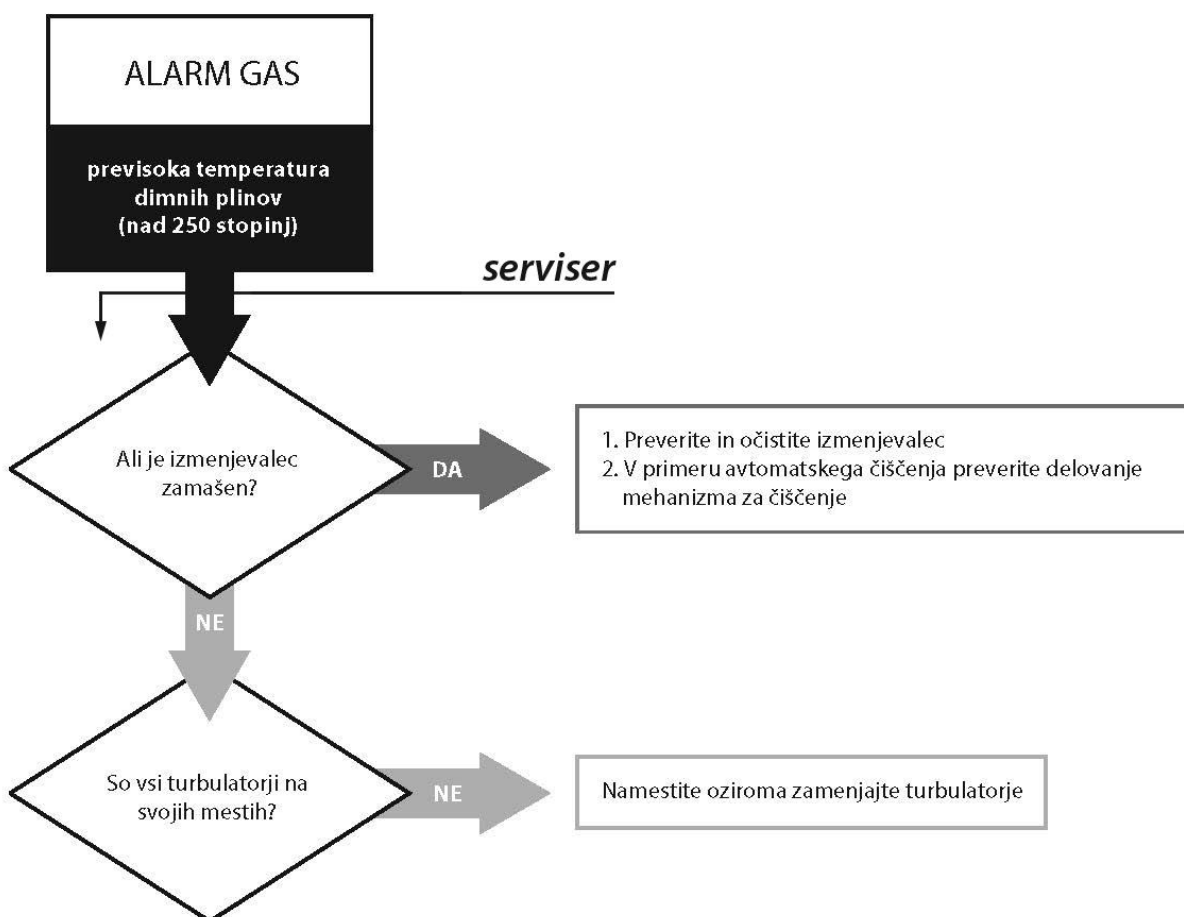 ALARM GAS
previsoka temperatura
dimnih plinov
(nad 250 stopinj)
serviser
Ali je izmenjevalec
zamašen?
DA
1. Preverite in očistite izmenjevalec
2. V primeru avtomatskega čiščenja preverite delovanje
mehanizma za čiščenje
NE
So vsi turbulatorji na
svojih mestih?
NE
Namestite oziroma zamenjajte turbulatorje